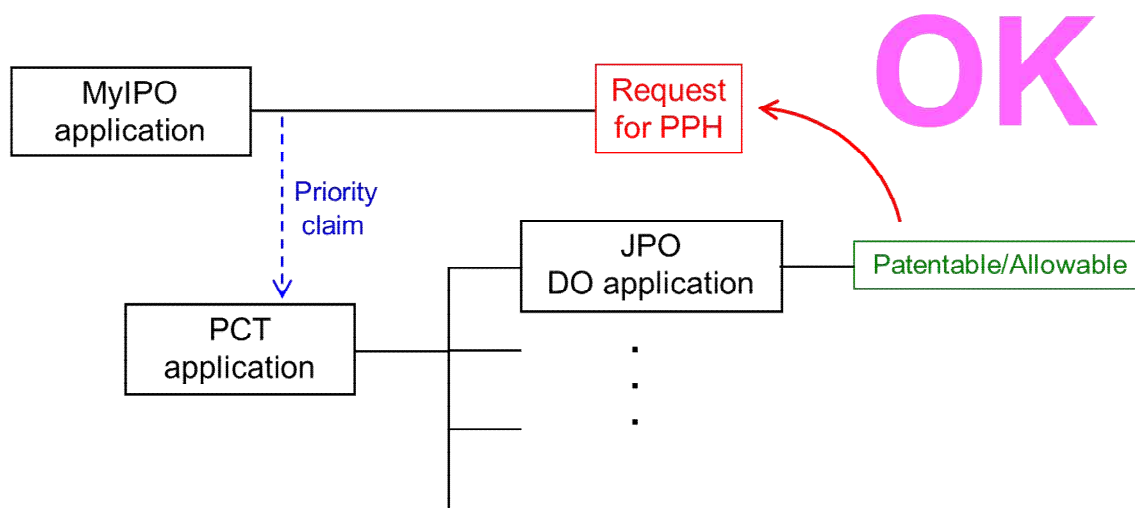 OK
MyIPO
application
Request
for PPH
Priority
claim
JPO
DO application
Patentable/Allowable
PCT
application